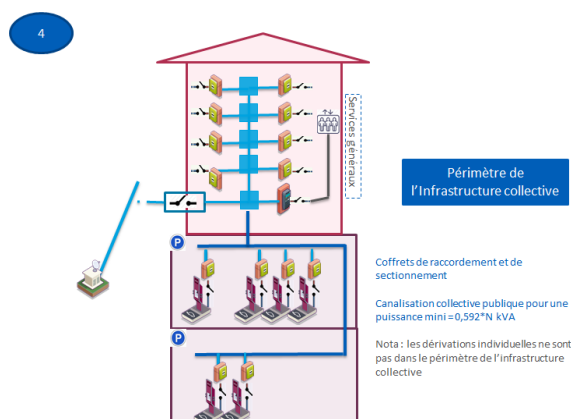 4
Services généraux
Périmètre de
l'Infrastructure collective
P
Coffrets de raccordement et de
sectionnement
Canalisation collective publique pour une
puissance mini = 0,592*N kVA
Nota : les dérivations individuelles ne sont
pas dans le périmètre de l'infrastructure
collective
P